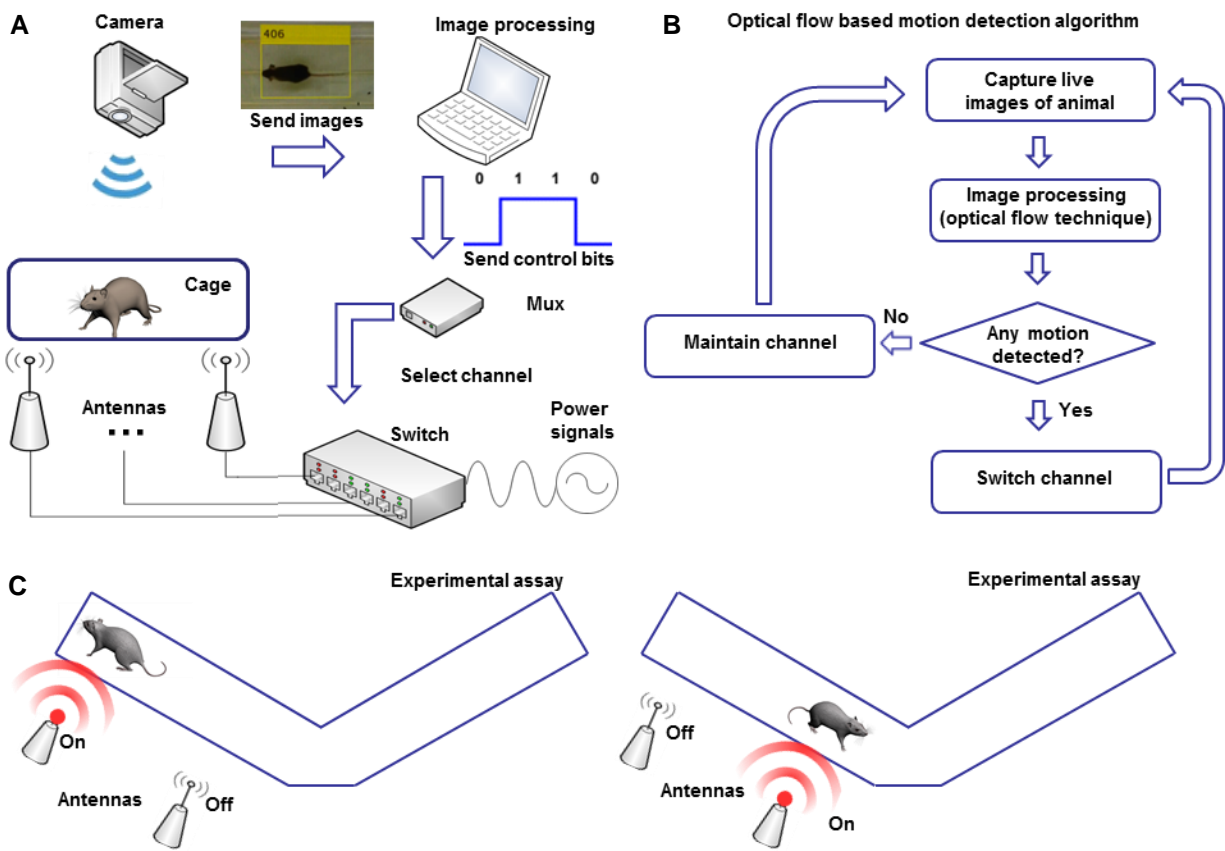 A
Camera
406
Send images
Image processing
0 1 1 0
Send control bits
Cage
Mux
Select channel
Antennas
...
Switch
Power
signals
B
Optical flow based motion detection algorithm
Capture live
images of animal
Image processing
(optical flow technique)
Any motion
detected?
No
Maintain channel
Yes
Switch channel
C
Experimental assay
On
Antennas
Off
Experimental assay
Off
Antennas
On